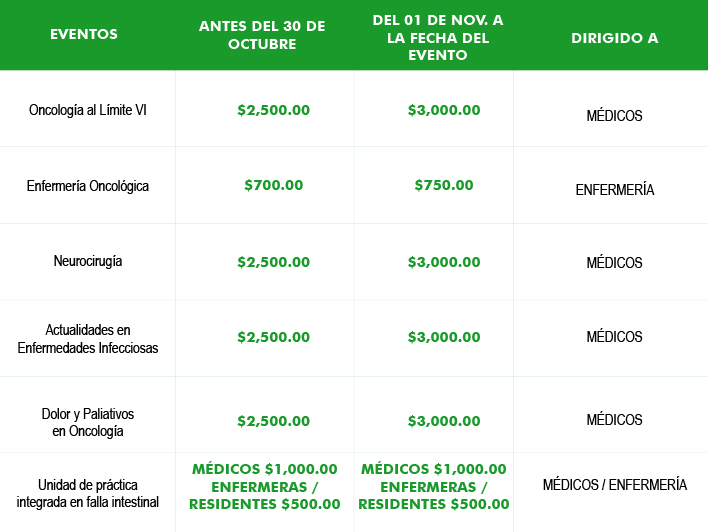 EVENTOS
ANTES DEL 30 DE
OCTUBRE
DEL 01 DE NOV. A
LA FECHA DEL
EVENTO
DIRIGIDO A
Oncología al Límite VI
$2,500.00
$3,000.00
MÉDICOS
Enfermería Oncológica
$700.00
$750.00
ENFERMERÍA
Neurocirugía
$2,500.00
$3,000.00
MÉDICOS
Actualidades en
Enfermedades Infecciosas
$2,500.00
$3,000.00
MÉDICOS
Dolor y Paliativos
en Oncología
$2,500.00
$3,000.00
MÉDICOS
Unidad de práctica
integrada en falla intestinal
MÉDICOS $1,000.00
ENFERMERAS /
RESIDENTES $500.00
MÉDICOS $1,000.00
ENFERMERAS /
RESIDENTES $500.00
MÉDICOS / ENFERMERÍA